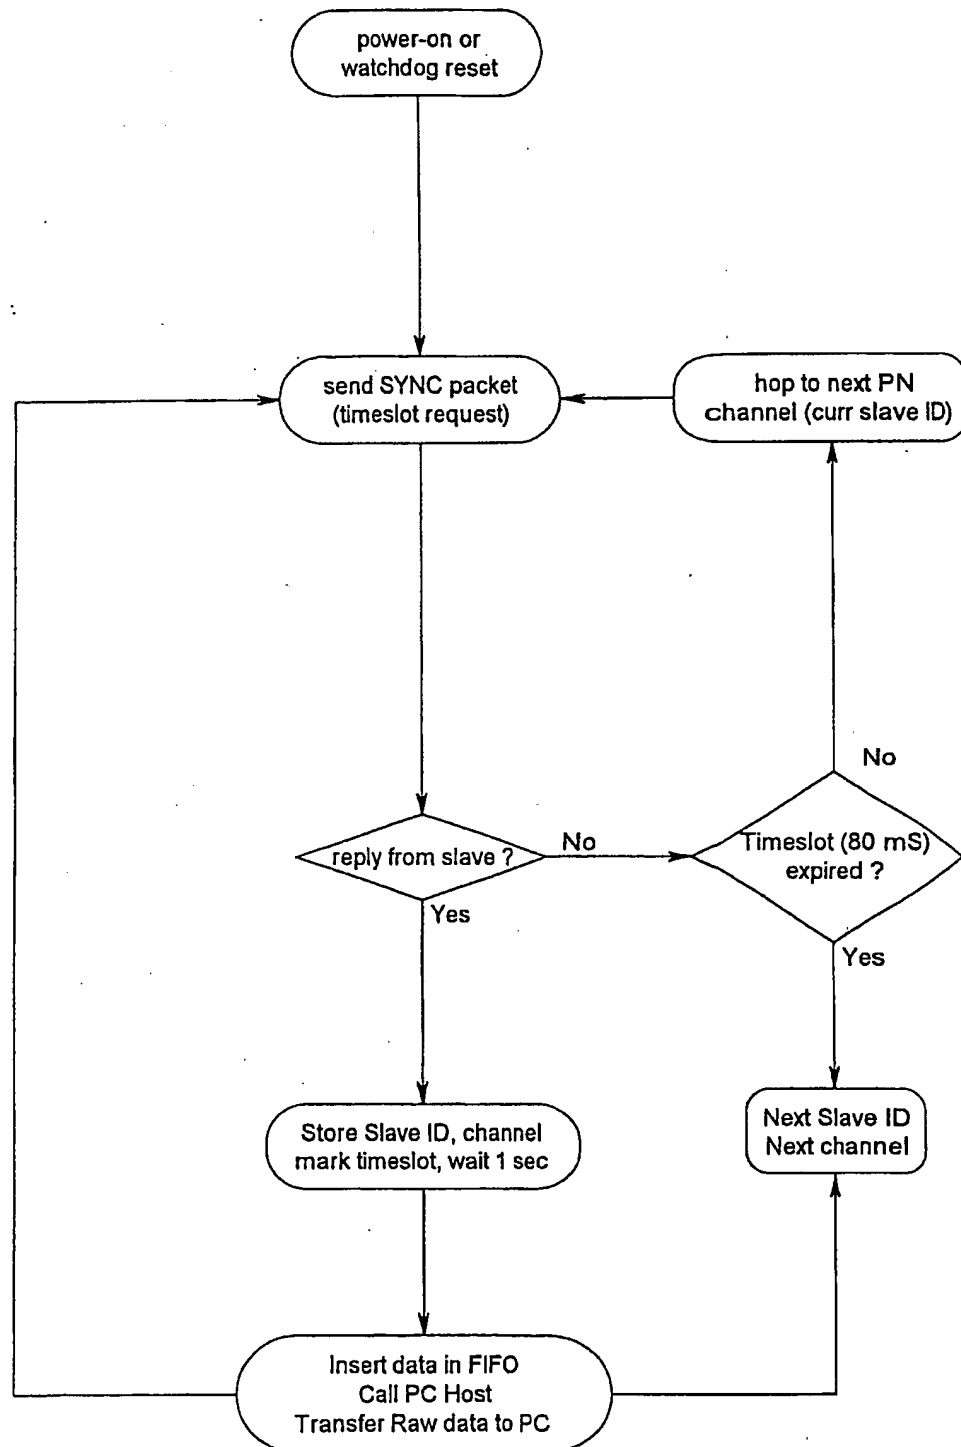 power-on or
watchdog reset
send SYNC packet
(timeslot request)
hop to next PN
channel (curr slave ID)
No
reply from slave ?
No
Timeslot (80 mS)
expired ?
Yes
Yes
Store Slave ID, channel
mark timeslot, wait 1 sec
Next Slave ID
Next channel
Insert data in FIFO
Call PC Host
Transfer Raw data to PC